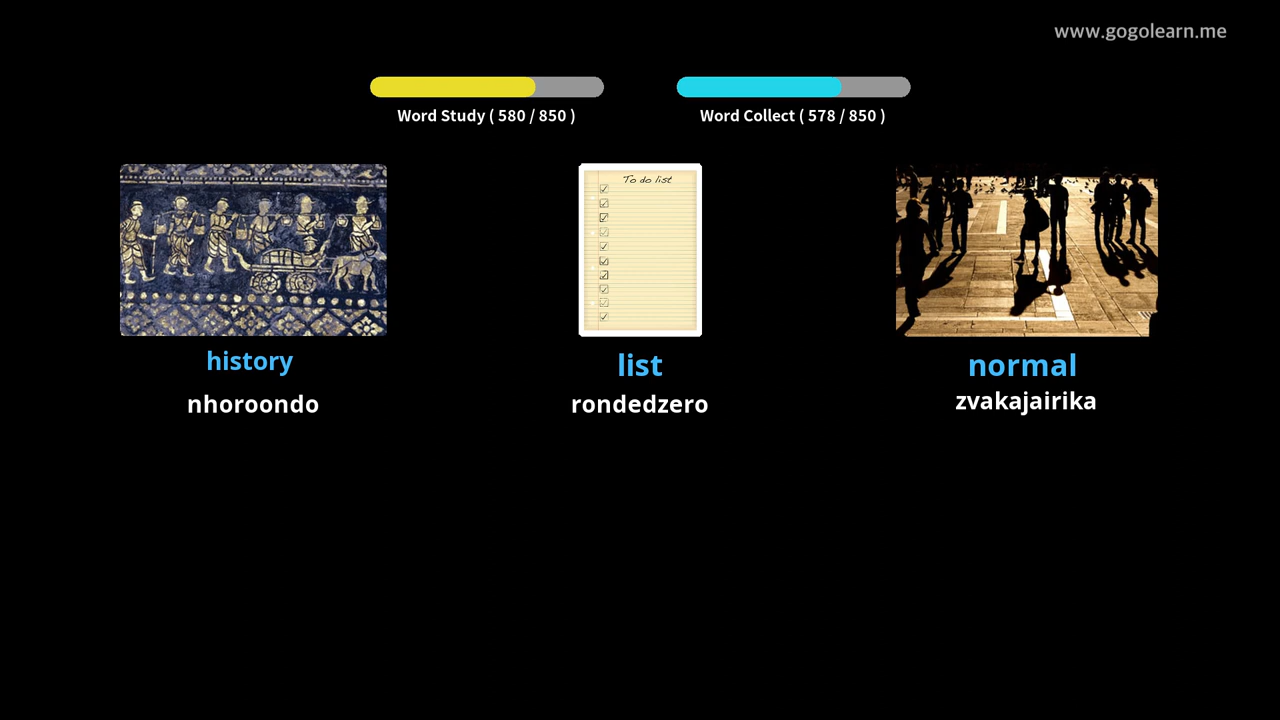 www.gogolearn.me
Word Study ( 580 / 850 )
Word Collect ( 578 / 850 )
To do list
history
list
normal
nhoroondo
rondedzero
zvakajairika